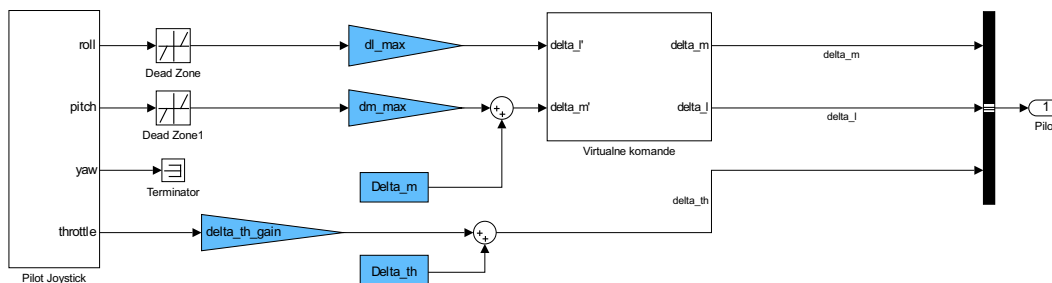 roll
Dead Zone
dl_max
delta_l'
delta_m
delta_m
pitch
Dead Zone1
dm_max
delta_m'
delta_l
delta_l
1
Pilo
Virtualne komande
yaw
Terminator
Delta_m
delta_th
throttle
delta_th_gain
Delta_th
Pilot Joystick